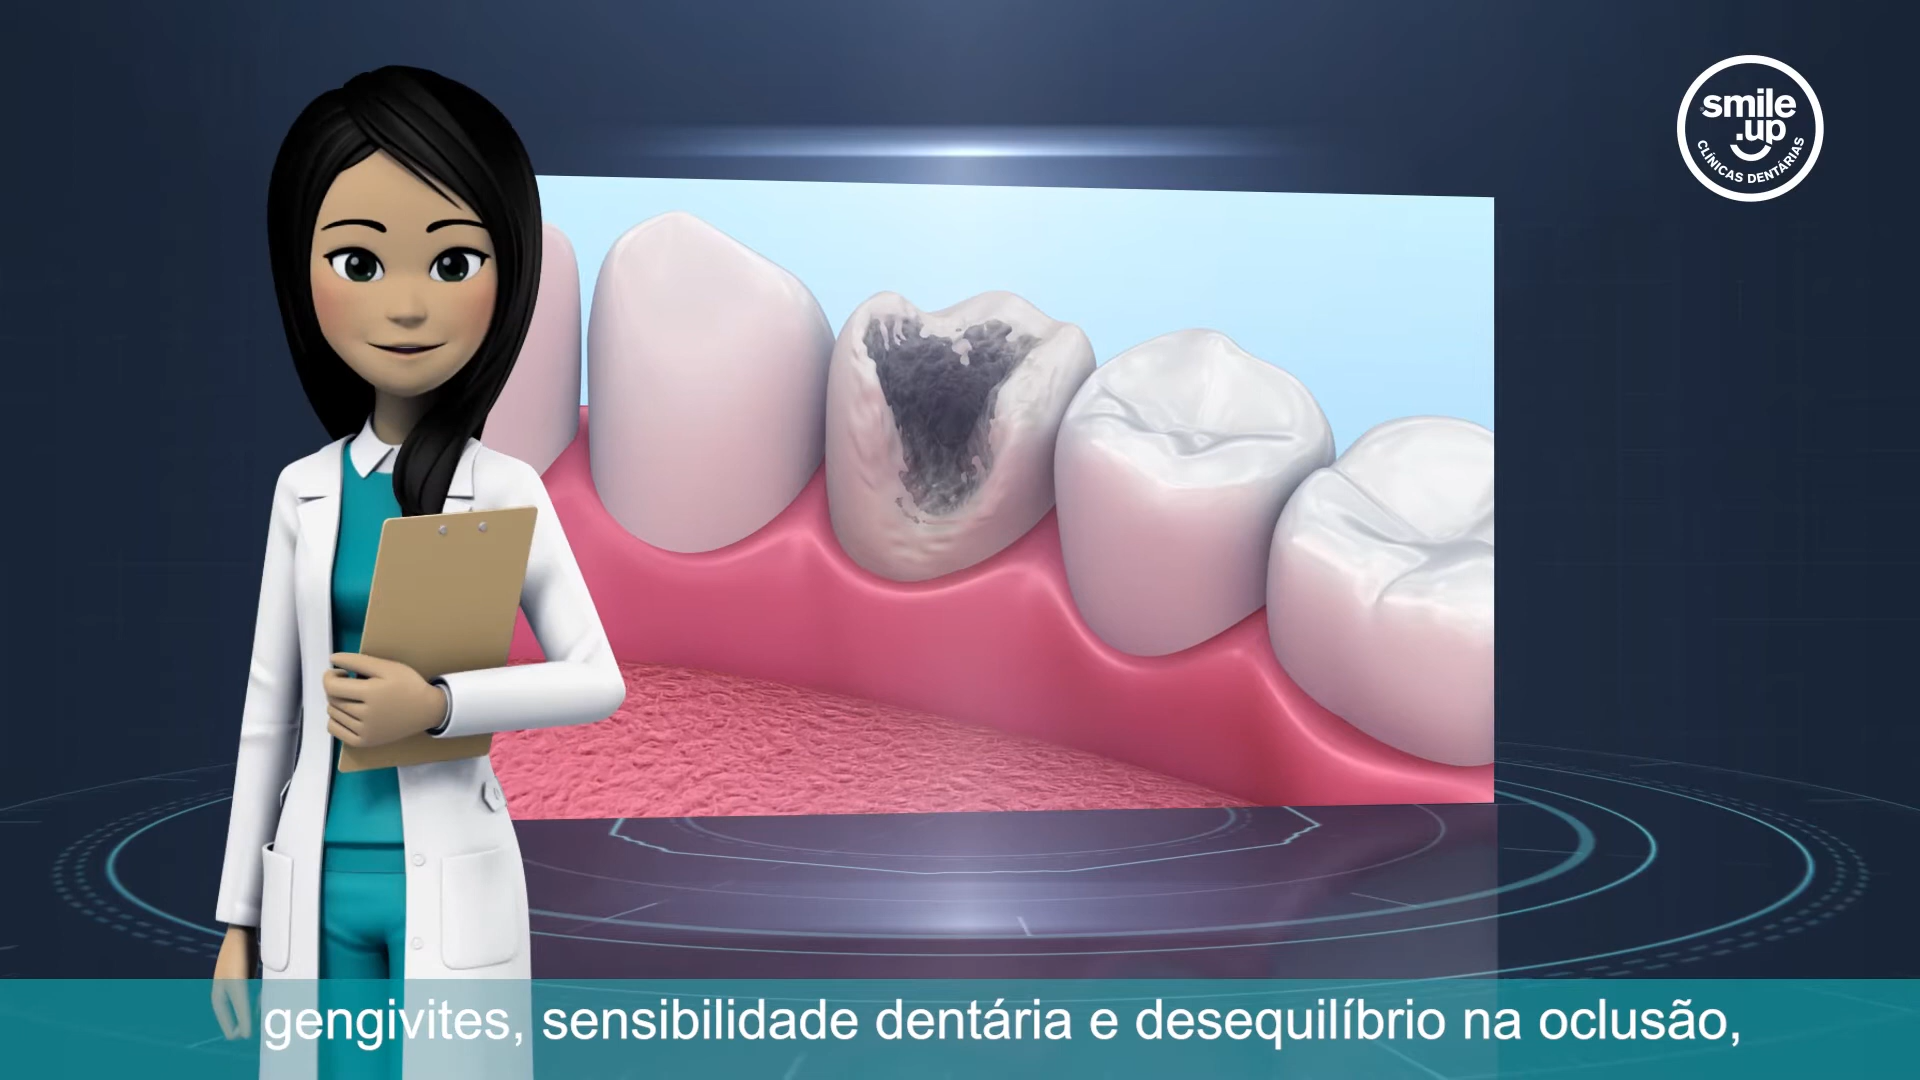 smile
.up
CLÍNICAS DENTÁRIAS
gengivites, sensibilidade dentária e desequilíbrio na oclusão,